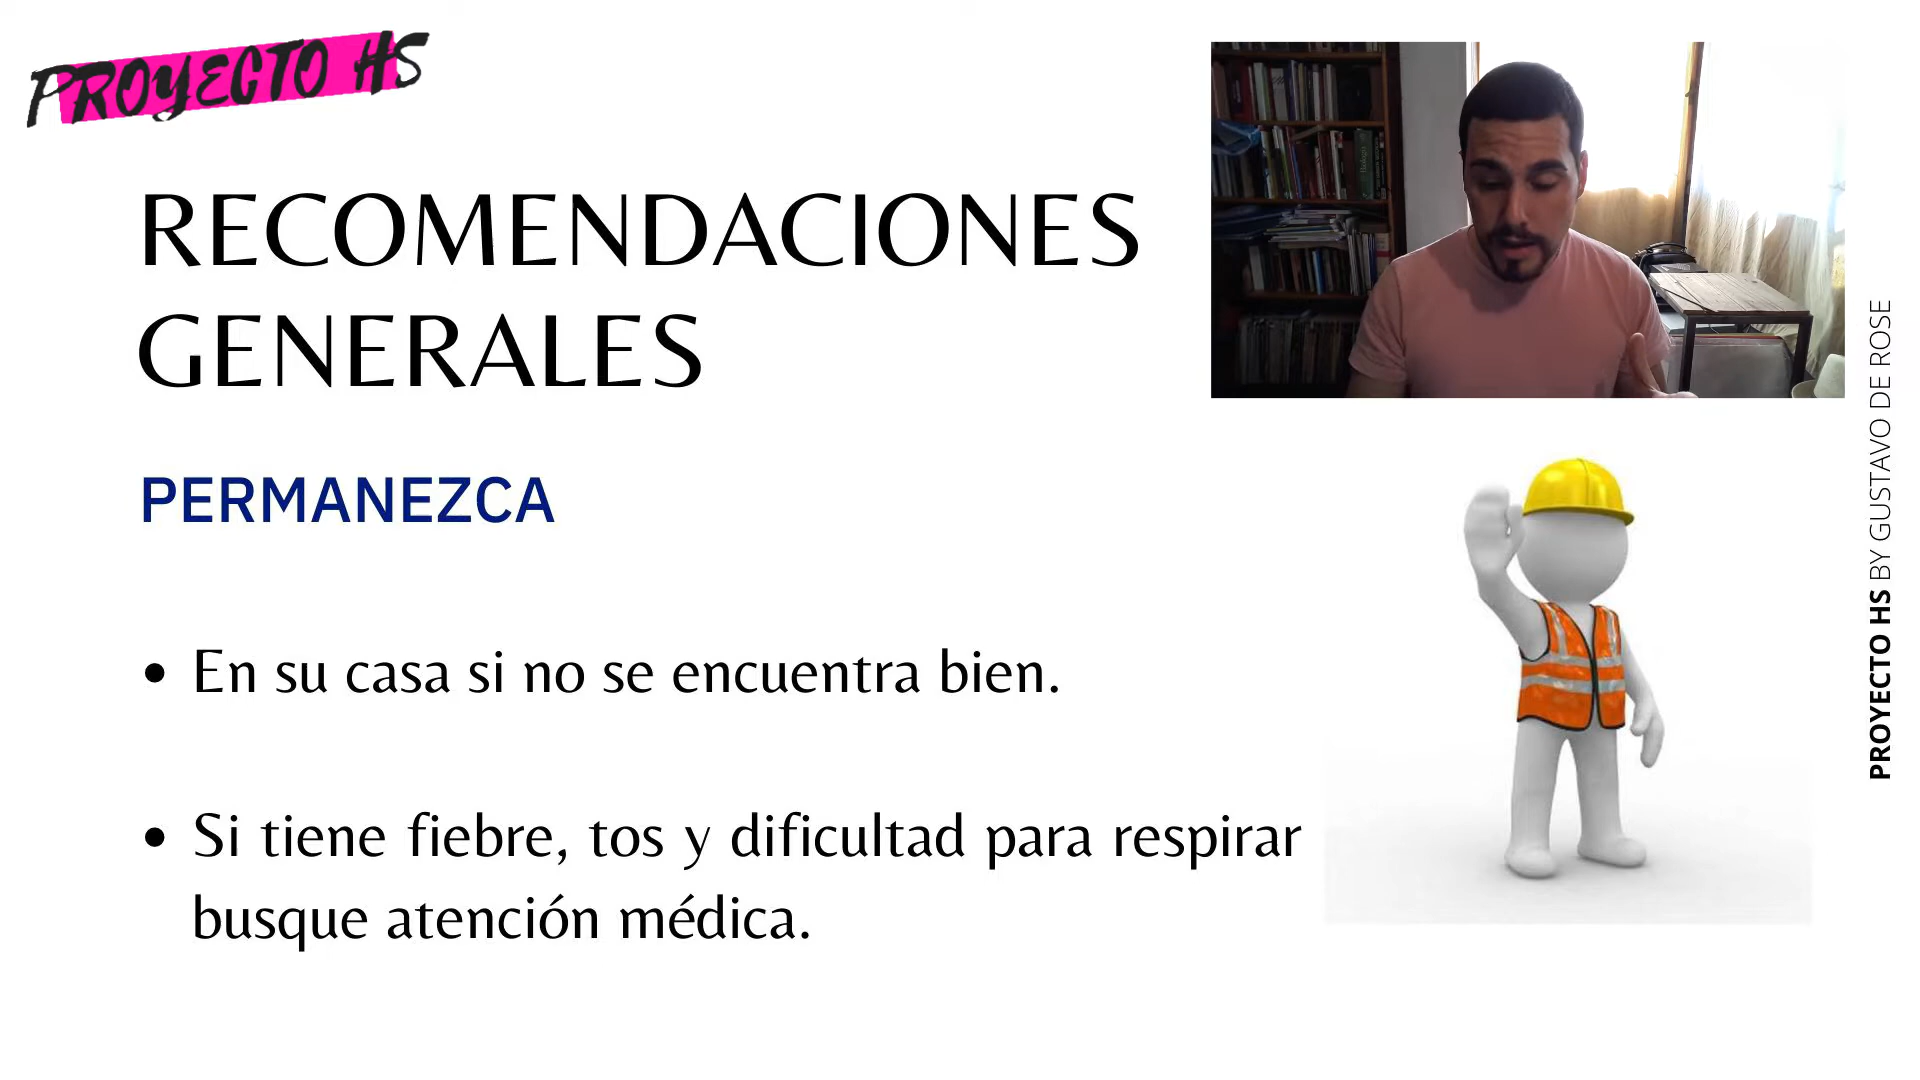 PROYECTO HS
RECOMENDACIONES
GENERALES
PERMANEZCA
• En su casa si no se encuentra bien.
• Si tiene fiebre, tos y dificultad para respirar
busque atención médica.
PROYECTO HS BY GUSTAVO DE ROSE